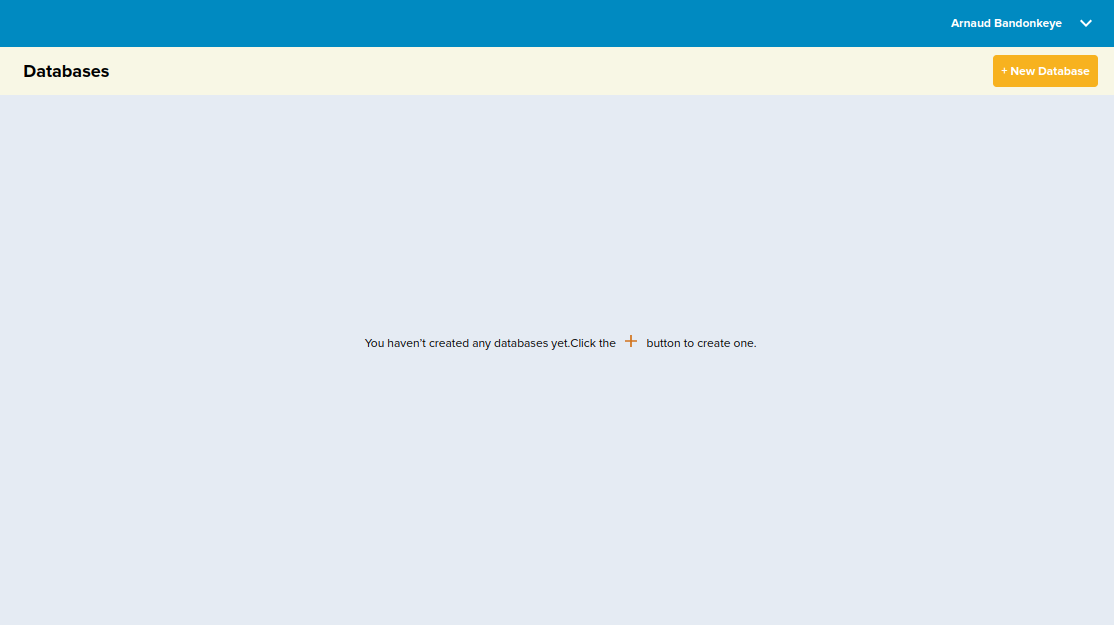 Arnaud Bandonkeye
Databases
+ New Database
You haven't created any databases yet.Click the + button to create one.